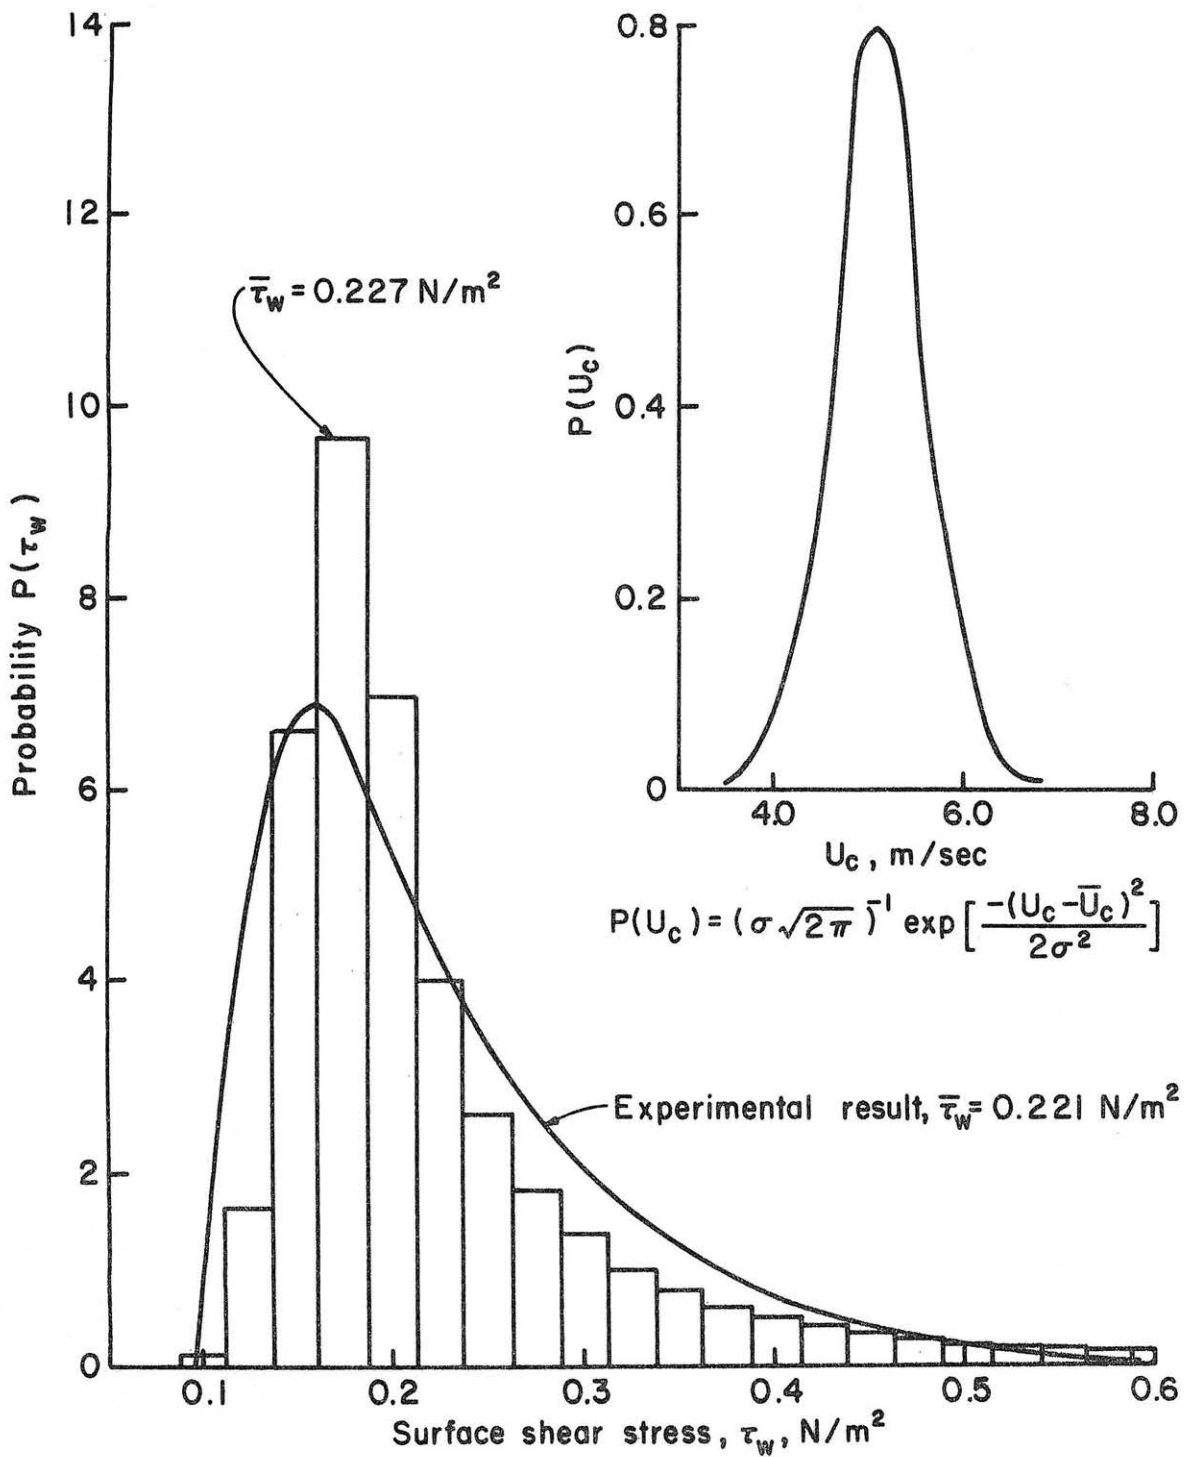 14
12
10
8
6
4
2
0
Probability P(τw)
τ̄w = 0.227 N/m²
0.8
0.6
0.4
0.2
0
P(Uc)
4.0 6.0 8.0
Uc, m/sec
P(Uc) = (σ√2π)⁻¹ exp[-(Uc-Ūc)²/2σ²]
Experimental result, τ̄w = 0.221 N/m²
0.1 0.2 0.3 0.4 0.5 0.6
Surface shear stress, τw, N/m²